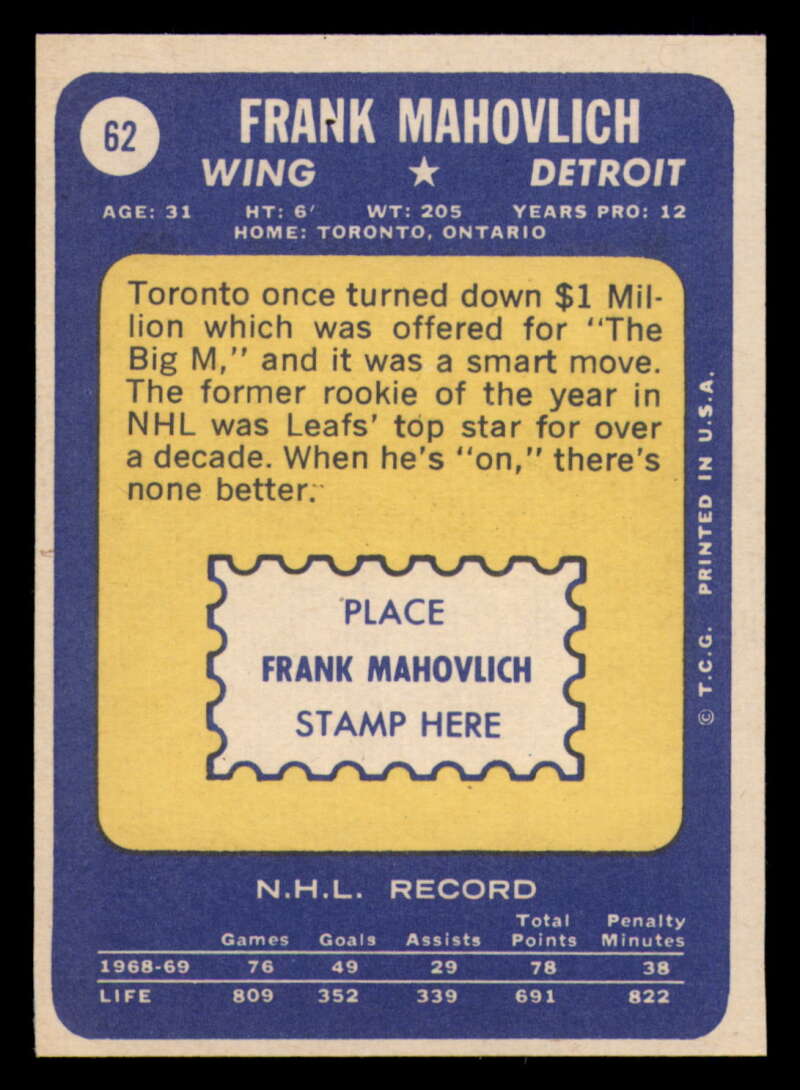 62
FRANK MAHOVLICH
WING ★ DETROIT
AGE: 31 HT: 6' WT: 205 YEARS PRO: 12
HOME: TORONTO, ONTARIO
Toronto once turned down $1 Mil-
lion which was offered for "The
Big M," and it was a smart move.
The former rookie of the year in
NHL was Leafs' top star for over
a decade. When he's "on," there's
none better.
PLACE
FRANK MAHOVLICH
STAMP HERE
© T.C.G. PRINTED IN U.S.A.
N.H.L. RECORD
Games Goals Assists Total Points Penalty Minutes
1968-69 76 49 29 78 38
LIFE 809 352 339 691 822